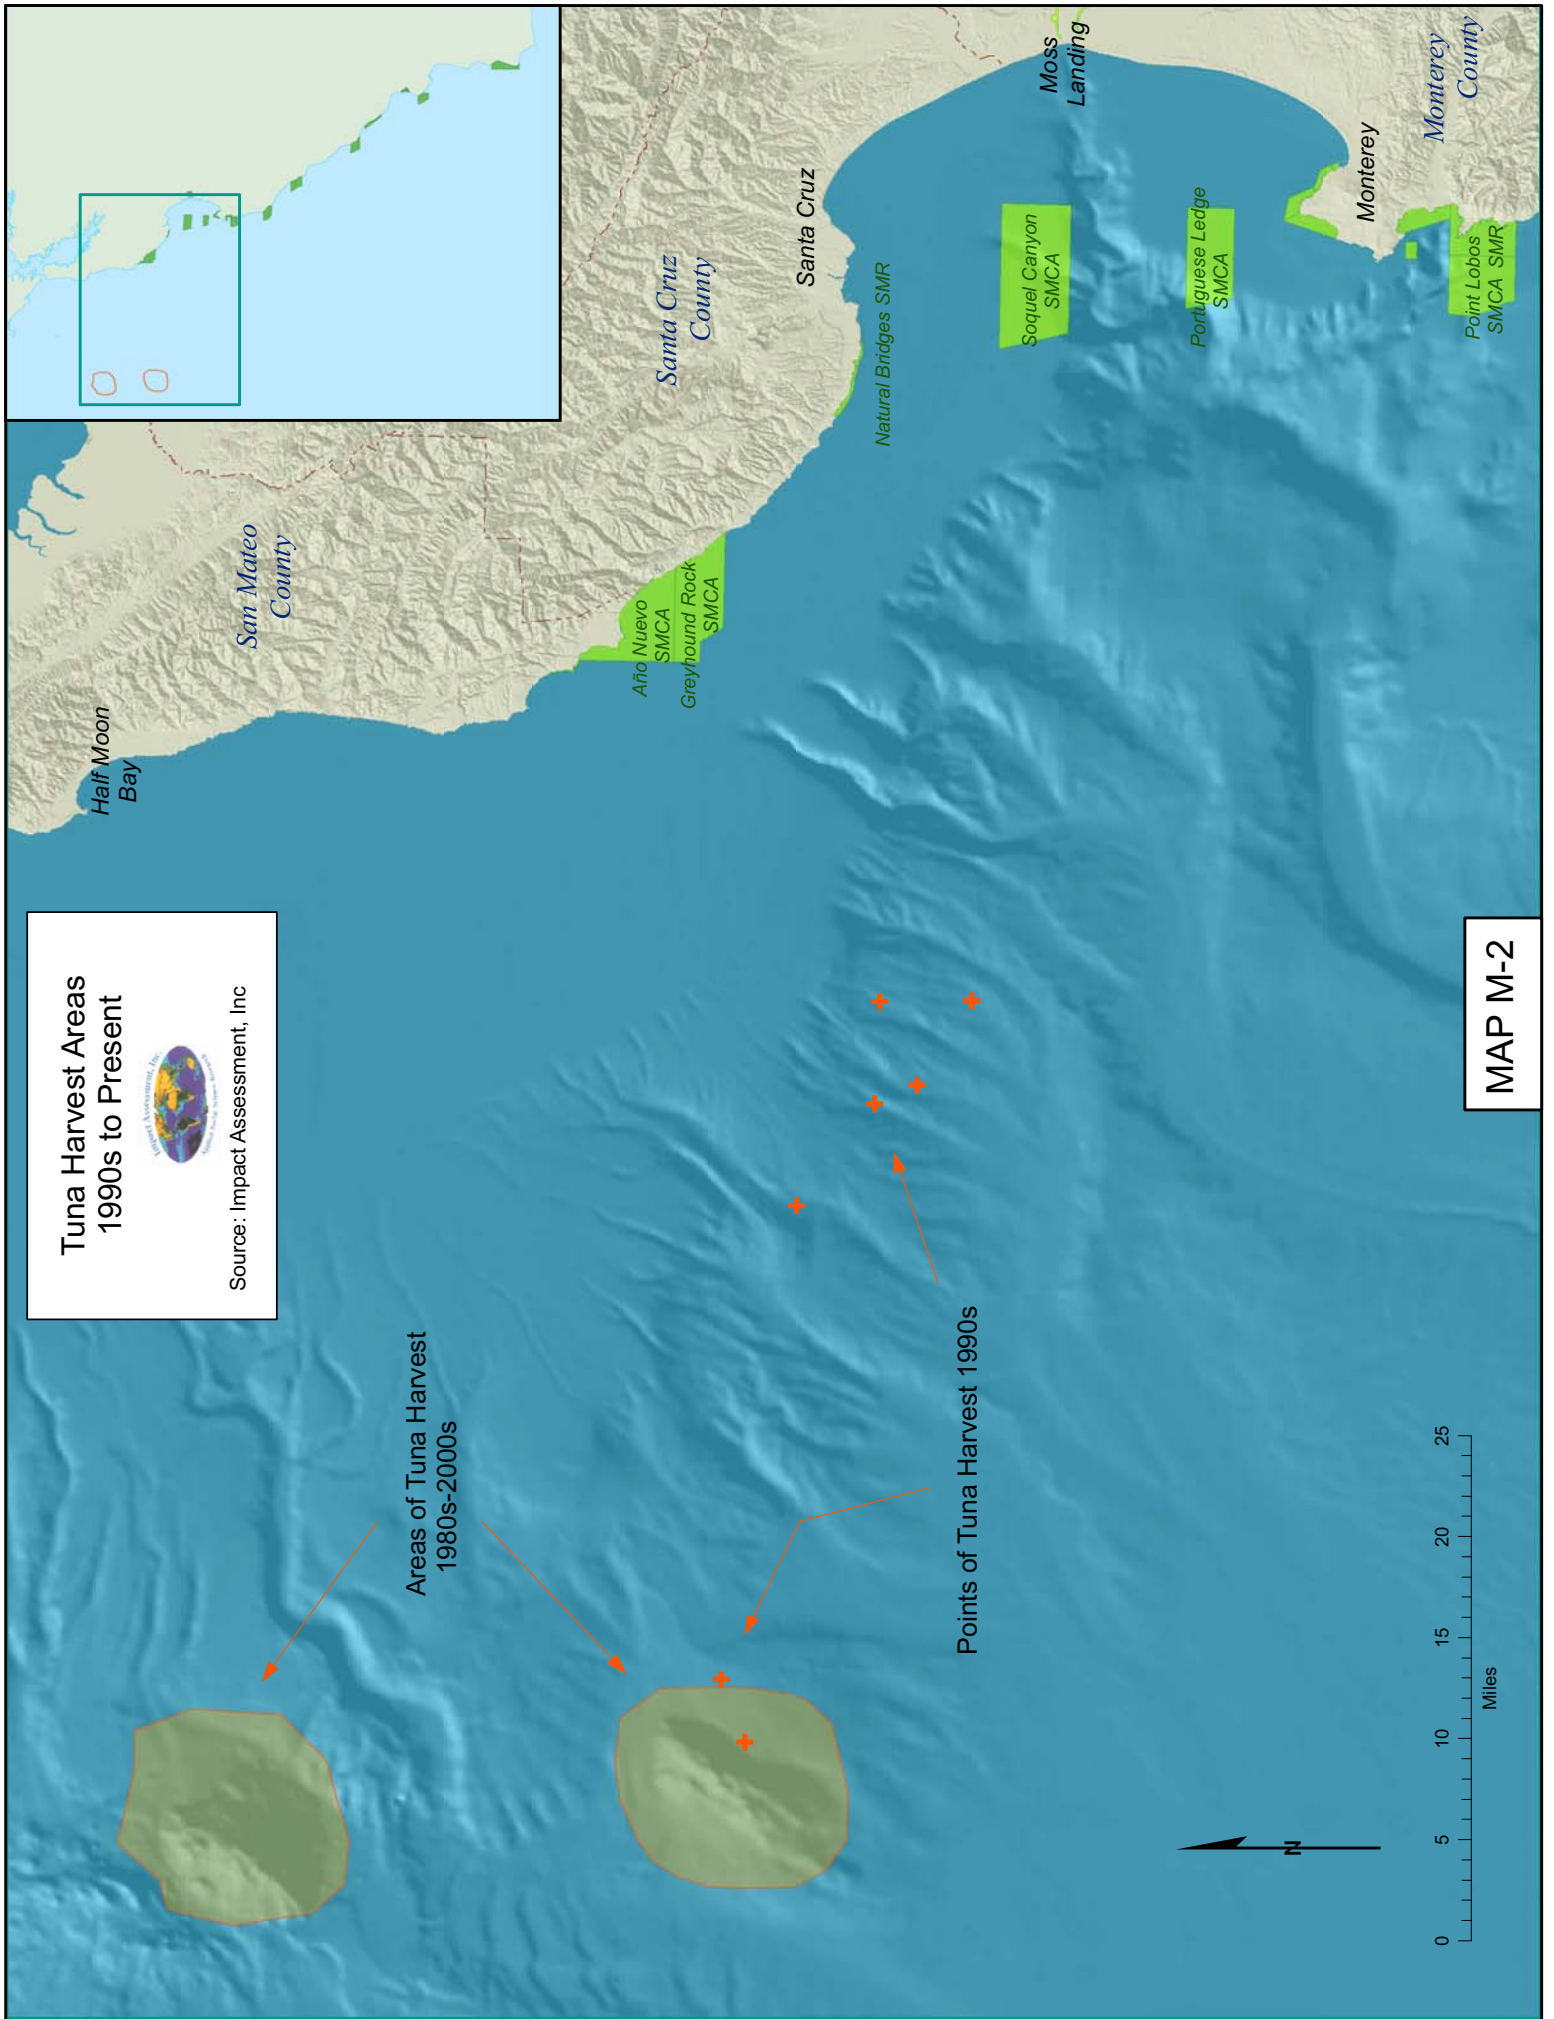 Tuna Harvest Areas
1990s to Present
Impact Assessment, Inc.
Source: Impact Assessment, Inc
Half Moon
Bay
San Mateo
County
Areas of Tuna Harvest
1980s-2000s
Año Nuevo
SMCA
Greyhound Rock
SMCA
Santa Cruz
County
Santa Cruz
Natural Bridges SMR
Points of Tuna Harvest 1990s
Soquel Canyon
SMCA
Moss
Landing
Portuguese Ledge
SMCA
Monterey
Monterey
County
Point Lobos
SMCA SMR
N
0 5 10 15 20 25
Miles
MAP M-2